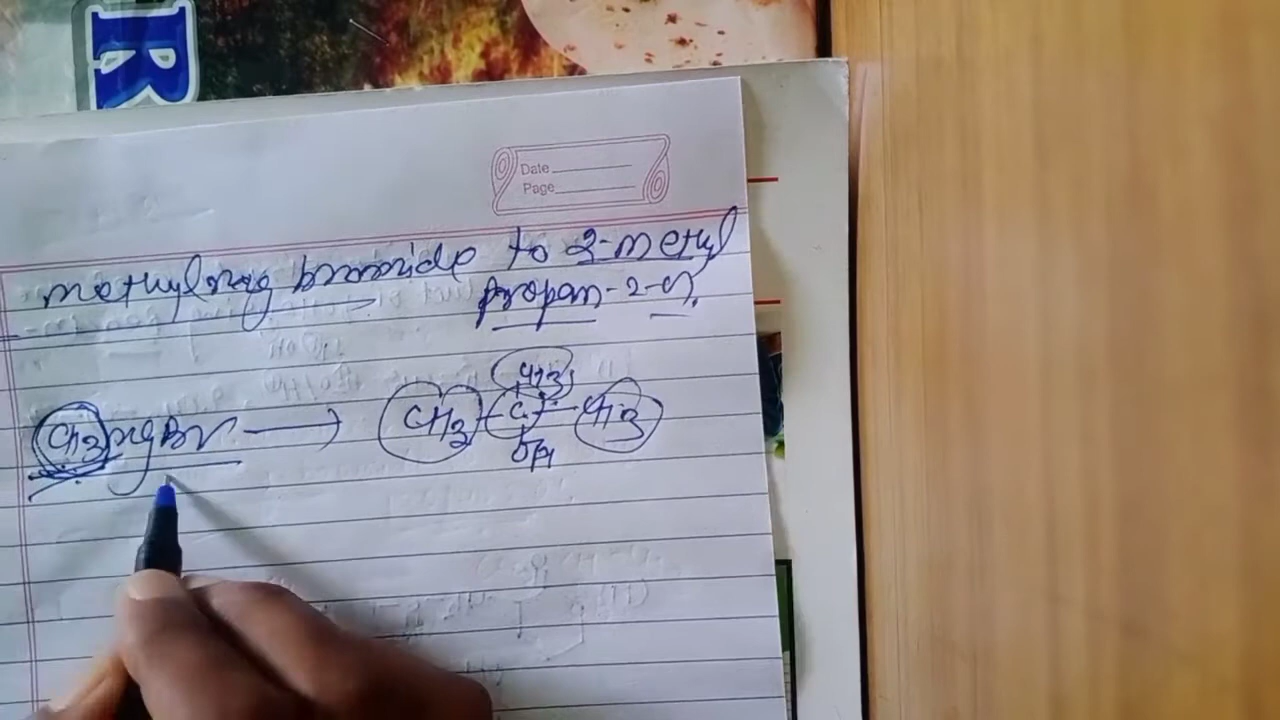 R
Date
Page
methylmag bromide to 2-methyl
propan-2-ol.
CH3
CH3MgBr → CH3-C-CH3
OH